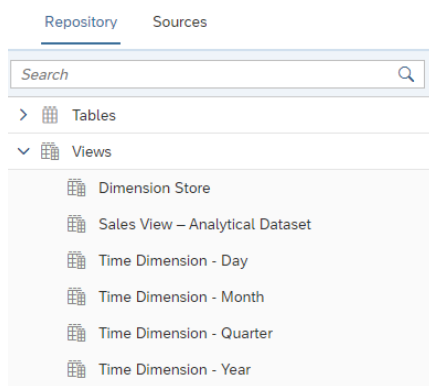 Repository Sources
Search
Tables
Views
Dimension Store
Sales View – Analytical Dataset
Time Dimension - Day
Time Dimension - Month
Time Dimension - Quarter
Time Dimension - Year